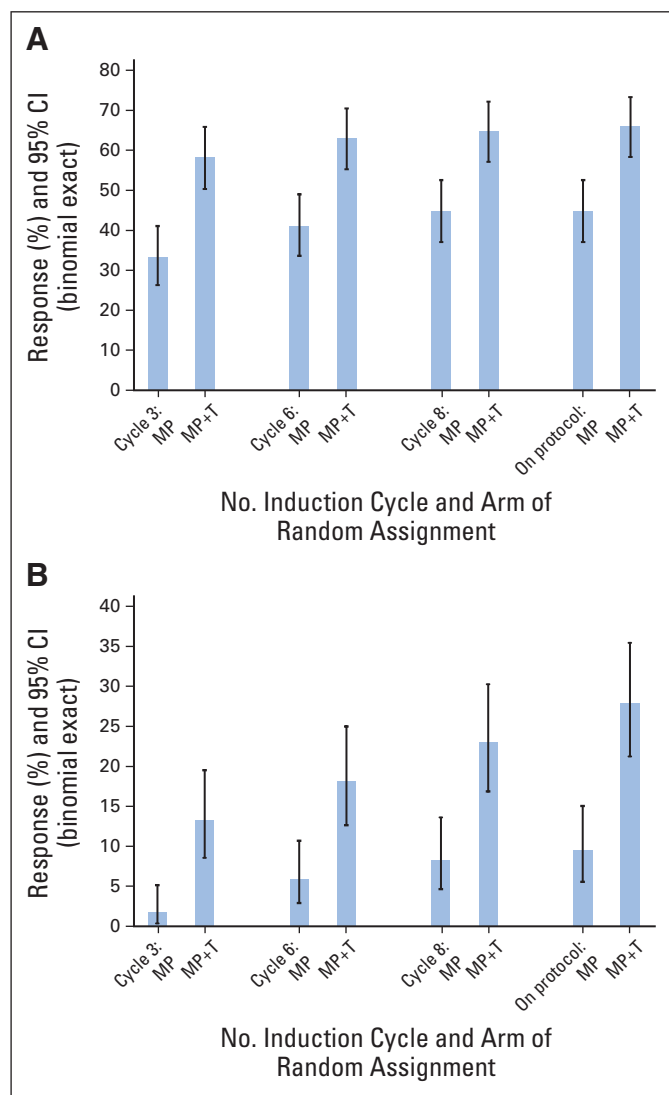 A
Response (%) and 95% CI
(binomial exact)
80
70
60
50
40
30
20
10
0
Cycle 3:
MP
MP+T
Cycle 6:
MP
MP+T
Cycle 8:
MP
MP+T
On protocol:
MP
MP+T
No. Induction Cycle and Arm of
Random Assignment
B
Response (%) and 95% CI
(binomial exact)
40
35
30
25
20
15
10
5
0
Cycle 3:
MP
MP+T
Cycle 6:
MP
MP+T
Cycle 8:
MP
MP+T
On protocol:
MP
MP+T
No. Induction Cycle and Arm of
Random Assignment